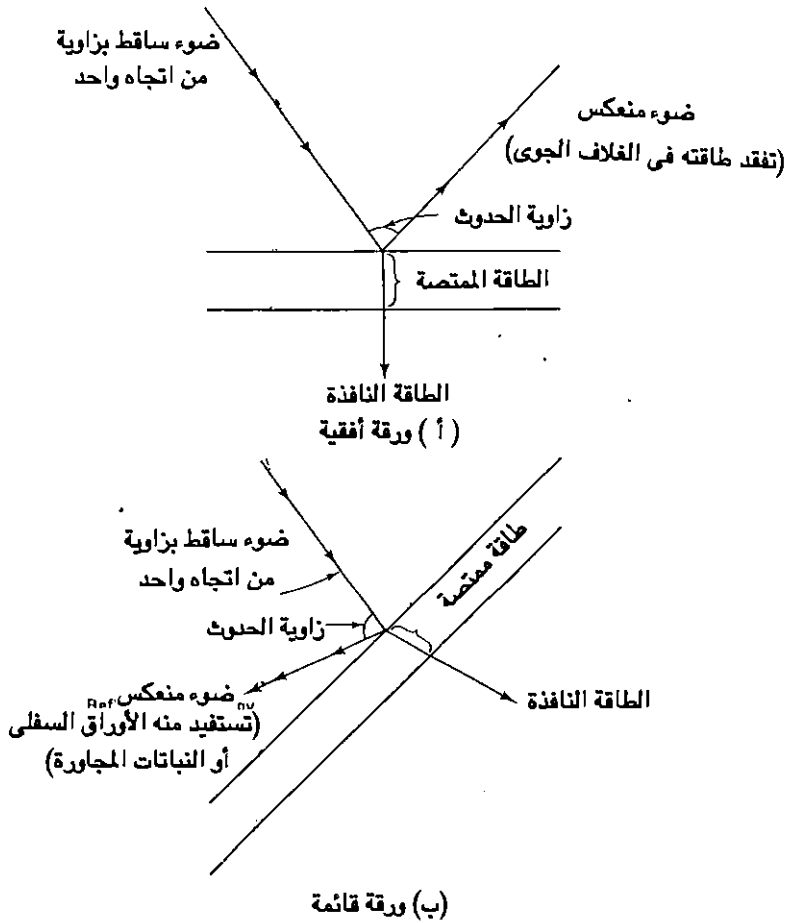 ضوء ساقط بزاوية
من اتجاه واحد
ضوء منعكس
(تفقد طاقته فى الغلاف الجوى)
زاوية الحدوث
الطاقة الممتصة
الطاقة النافذة
( أ ) ورقة أفقية
ضوء ساقط بزاوية
من اتجاه واحد
طاقة ممتصة
زاوية الحدوث
الطاقة النافذة
ضوء منعكس
(تستفيد منه الأوراق السفلى
أو النباتات المجاورة)
(ب) ورقة قائمة